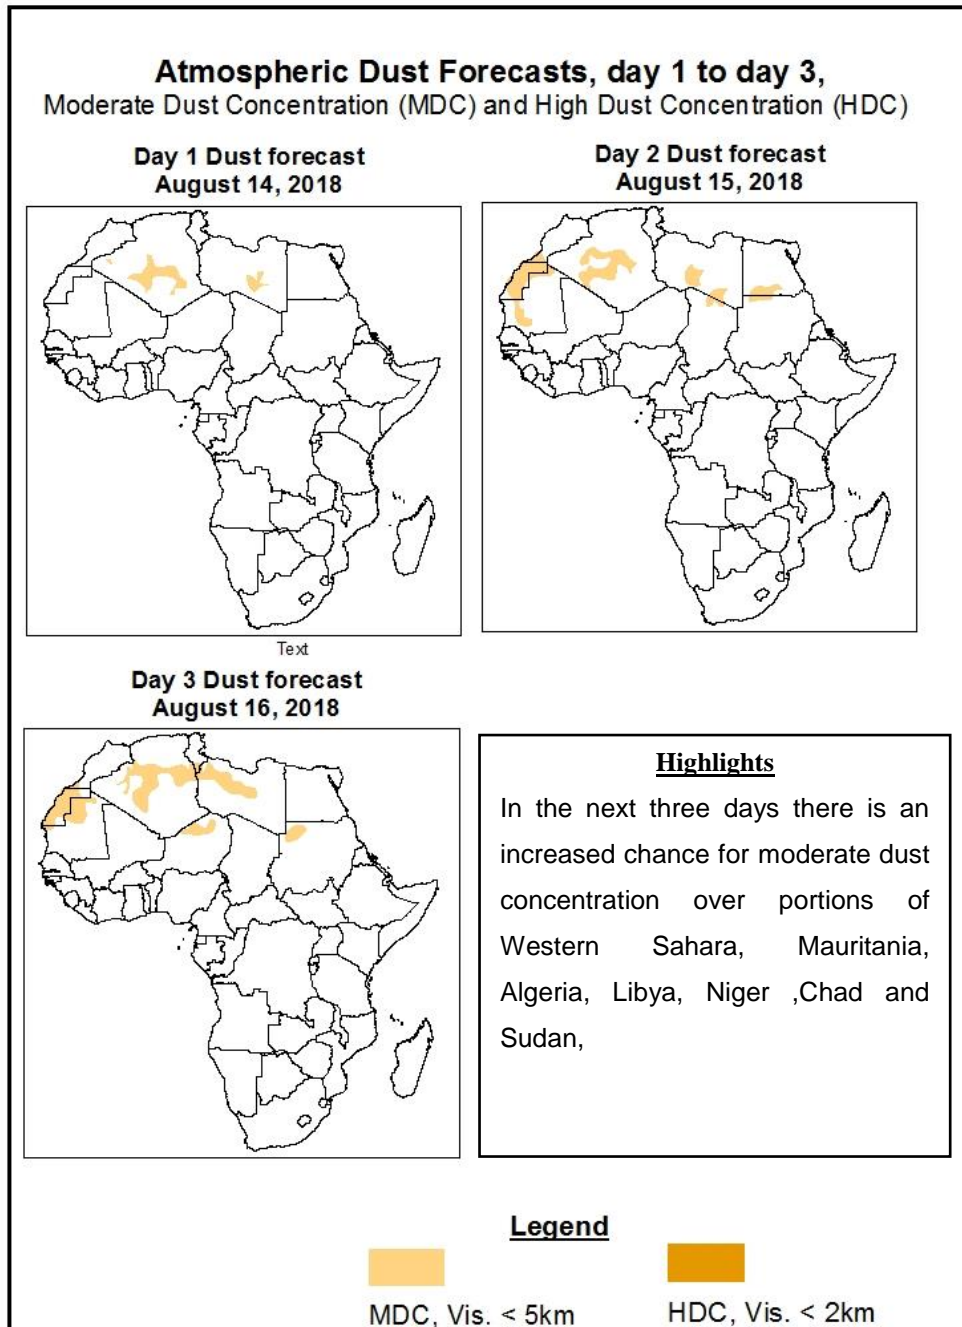 Atmospheric Dust Forecasts, day 1 to day 3,
Moderate Dust Concentration (MDC) and High Dust Concentration (HDC)
Day 1 Dust forecast
August 14, 2018
Day 2 Dust forecast
August 15, 2018
Text
Day 3 Dust forecast
August 16, 2018
Highlights
In the next three days there is an
increased chance for moderate dust
concentration over portions of
Western Sahara, Mauritania,
Algeria, Libya, Niger ,Chad and
Sudan,
Legend
MDC, Vis. < 5km
HDC, Vis. < 2km